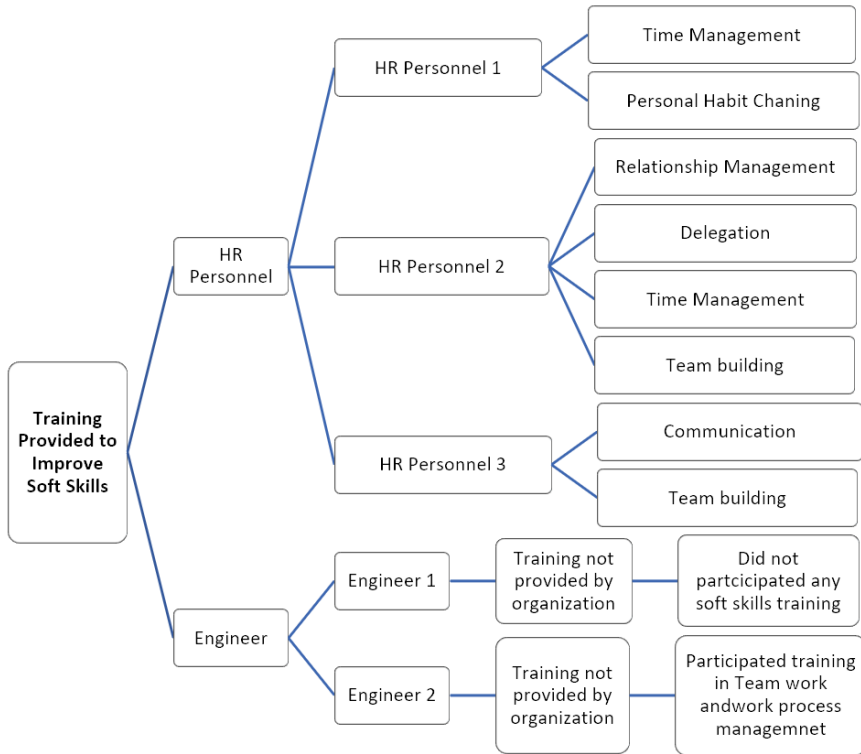 Training
Provided to
Improve
Soft Skills
HR
Personnel
HR Personnel 1
Time Management
Personal Habit Chaning
HR Personnel 2
Relationship Management
Delegation
Time Management
Team building
HR Personnel 3
Communication
Team building
Engineer
Engineer 1
Training not
provided by
organization
Did not
partcicipated any
soft skills training
Engineer 2
Training not
provided by
organization
Participated training
in Team work
andwork process
managemnet